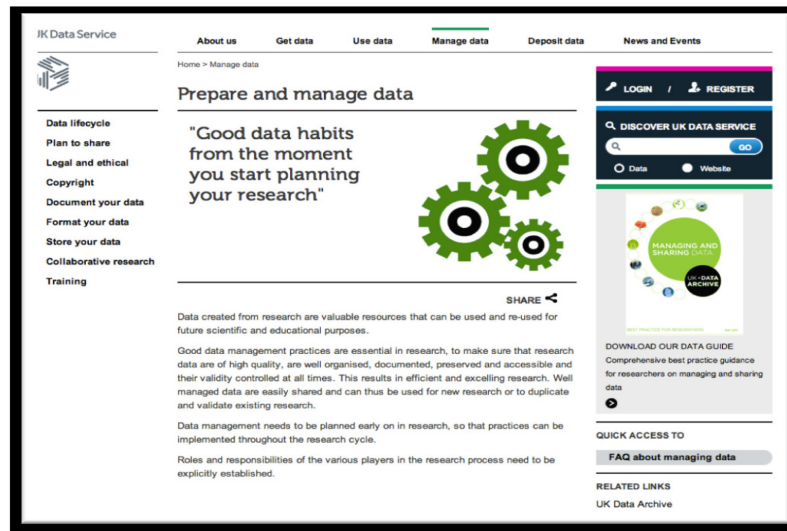 JK Data Service
About us Get data Use data Manage data Deposit data News and Events
Home > Manage data
Prepare and manage data
Data lifecycle
Plan to share
Legal and ethical
Copyright
Document your data
Format your data
Store your data
Collaborative research
Training
"Good data habits
from the moment
you start planning
your research"
SHARE
Data created from research are valuable resources that can be used and re-used for
future scientific and educational purposes.
Good data management practices are essential in research, to make sure that research
data are of high quality, are well organised, documented, preserved and accessible and
their validity controlled at all times. This results in efficient and excelling research. Well
managed data are easily shared and can thus be used for new research or to duplicate
and validate existing research.
Data management needs to be planned early on in research, so that practices can be
implemented throughout the research cycle.
Roles and responsibilities of the various players in the research process need to be
explicitly established.
LOGIN / REGISTER
DISCOVER UK DATA SERVICE
GO
Data Website
MANAGING AND
SHARING DATA
UK DATA
ARCHIVE
BEST PRACTICE FOR RESEARCHERS
DOWNLOAD OUR DATA GUIDE
Comprehensive best practice guidance
for researchers on managing and sharing
data
QUICK ACCESS TO
FAQ about managing data
RELATED LINKS
UK Data Archive